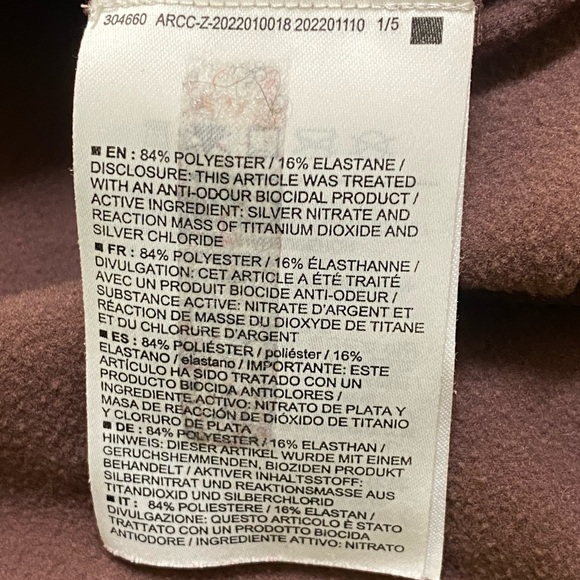 304660 ARCC-Z-2022010018 202201110 1/5
EN : 84% POLYESTER / 16% ELASTANE /
DISCLOSURE: THIS ARTICLE WAS TREATED
WITH AN ANTI-ODOUR BIOCIDAL PRODUCT /
ACTIVE INGREDIENT: SILVER NITRATE AND
REACTION MASS OF TITANIUM DIOXIDE AND
SILVER CHLORIDE
FR : 84% POLYESTER / 16% ÉLASTHANNE /
DIVULGATION: CET ARTICLE A ÉTÉ TRAITÉ
AVEC UN PRODUIT BIOCIDE ANTI-ODEUR /
SUBSTANCE ACTIVE: NITRATE D'ARGENT ET
RÉACTION DE MASSE DU DIOXYDE DE TITANE
ET DU CHLORURE D'ARGENT
ES : 84% POLIÉSTER / poliéster / 16%
ELASTANO / elastano / IMPORTANTE: ESTE
ARTÍCULO HA SIDO TRATADO CON UN
PRODUCTO BIOCIDA ANTIOLORES /
INGREDIENTE ACTIVO: NITRATO DE PLATA Y
MASA DE REACCIÓN DE DIÓXIDO DE TITANIO
Y CLORURO DE PLATA
DE : 84% POLYESTER / 16% ELASTHAN /
HINWEIS: DIESER ARTIKEL WURDE MIT EINEM
GERUCHSHEMMENDEN, BIOZIDEN PRODUKT
BEHANDELT / AKTIVER INHALTSSTOFF:
SILBERNITRAT UND REAKTIONSMASSE AUS
TITANDIOXID UND SILBERCHLORID
IT : 84% POLIESTERE / 16% ELASTAN /
DIVULGAZIONE: QUESTO ARTICOLO È STATO
TRATTATO CON UN PRODOTTO BIOCIDA
ANTIODORE / INGREDIENTE ATTIVO: NITRATO